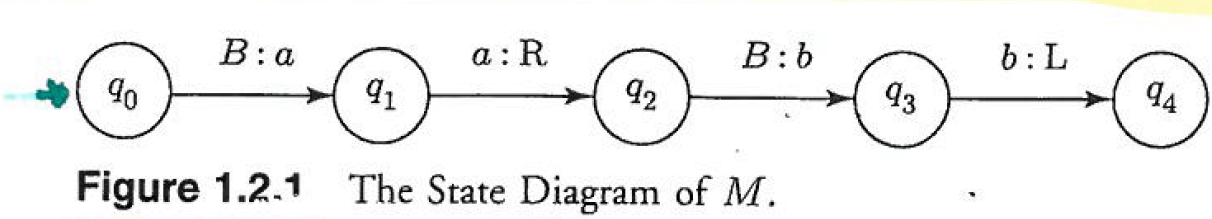 B : a a : R B : b b : L
q0 q1 q2 q3 q4
Figure 1.2.1 The State Diagram of M.